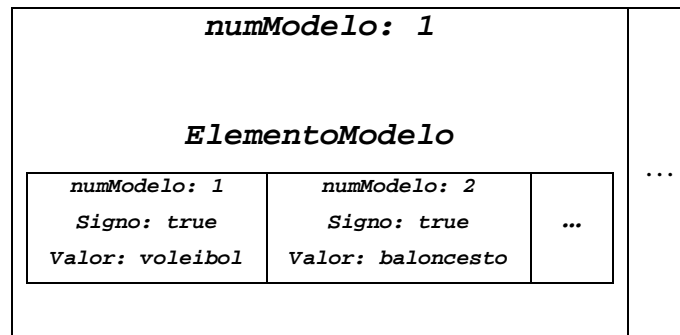 numModelo: 1
ElementoModelo
numModelo: 1 numModelo: 2
Signo: true Signo: true ...
Valor: voleibol Valor: baloncesto
...